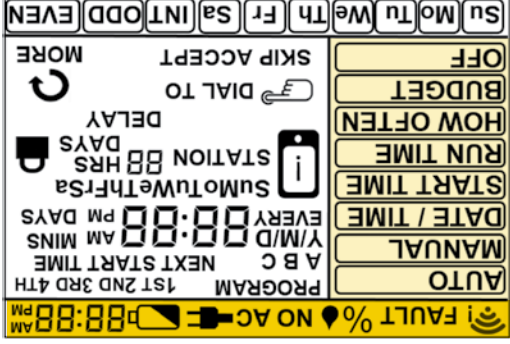 ! FAULT % NO AC 88:88 AM PM
AUTO
MANUAL
DATE / TIME
START TIME
RUN TIME
HOW OFTEN
BUDGET
OFF
PROGRAM 1ST 2ND 3RD 4TH
A B C NEXT START TIME
Y/M/D EVERY 88:88 AM PM MINS DAYS
SuMoTuWeThFrSa
i STATION 88 HRS DAYS
DELAY
DIAL TO
SKIP ACCEPT MORE
Su Mo Tu We Th Fr Sa INT ODD EVEN